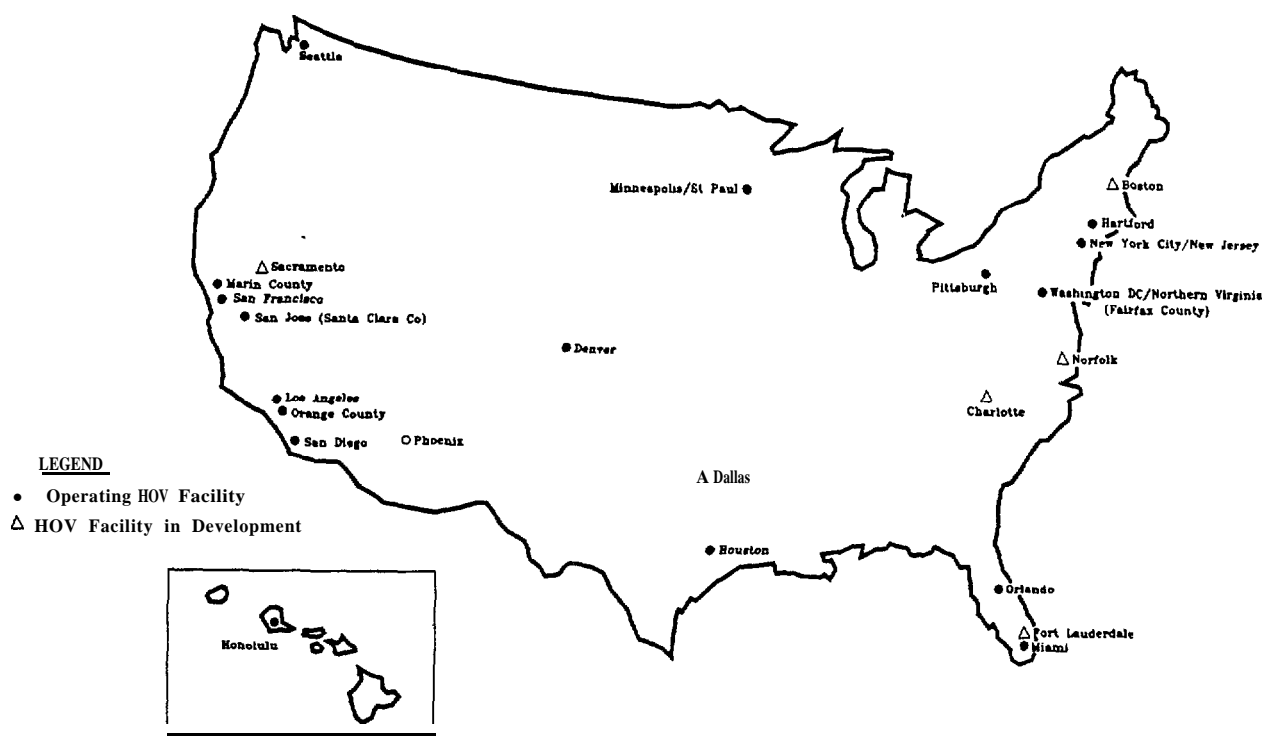 Seattle
Minneapolis/St Paul
Boston
Hartford
New York City/New Jersey
Sacramento
Marin County
San Francisco
San Jose (Santa Clara Co)
Pittsburgh
Washington DC/Northern Virginia
(Fairfax County)
Denver
Norfolk
Los Angeles
Orange County
Charlotte
San Diego
Phoenix
LEGEND
A Dallas
Operating HOV Facility
HOV Facility in Development
Houston
Orlando
Honolulu
Fort Lauderdale
Miami